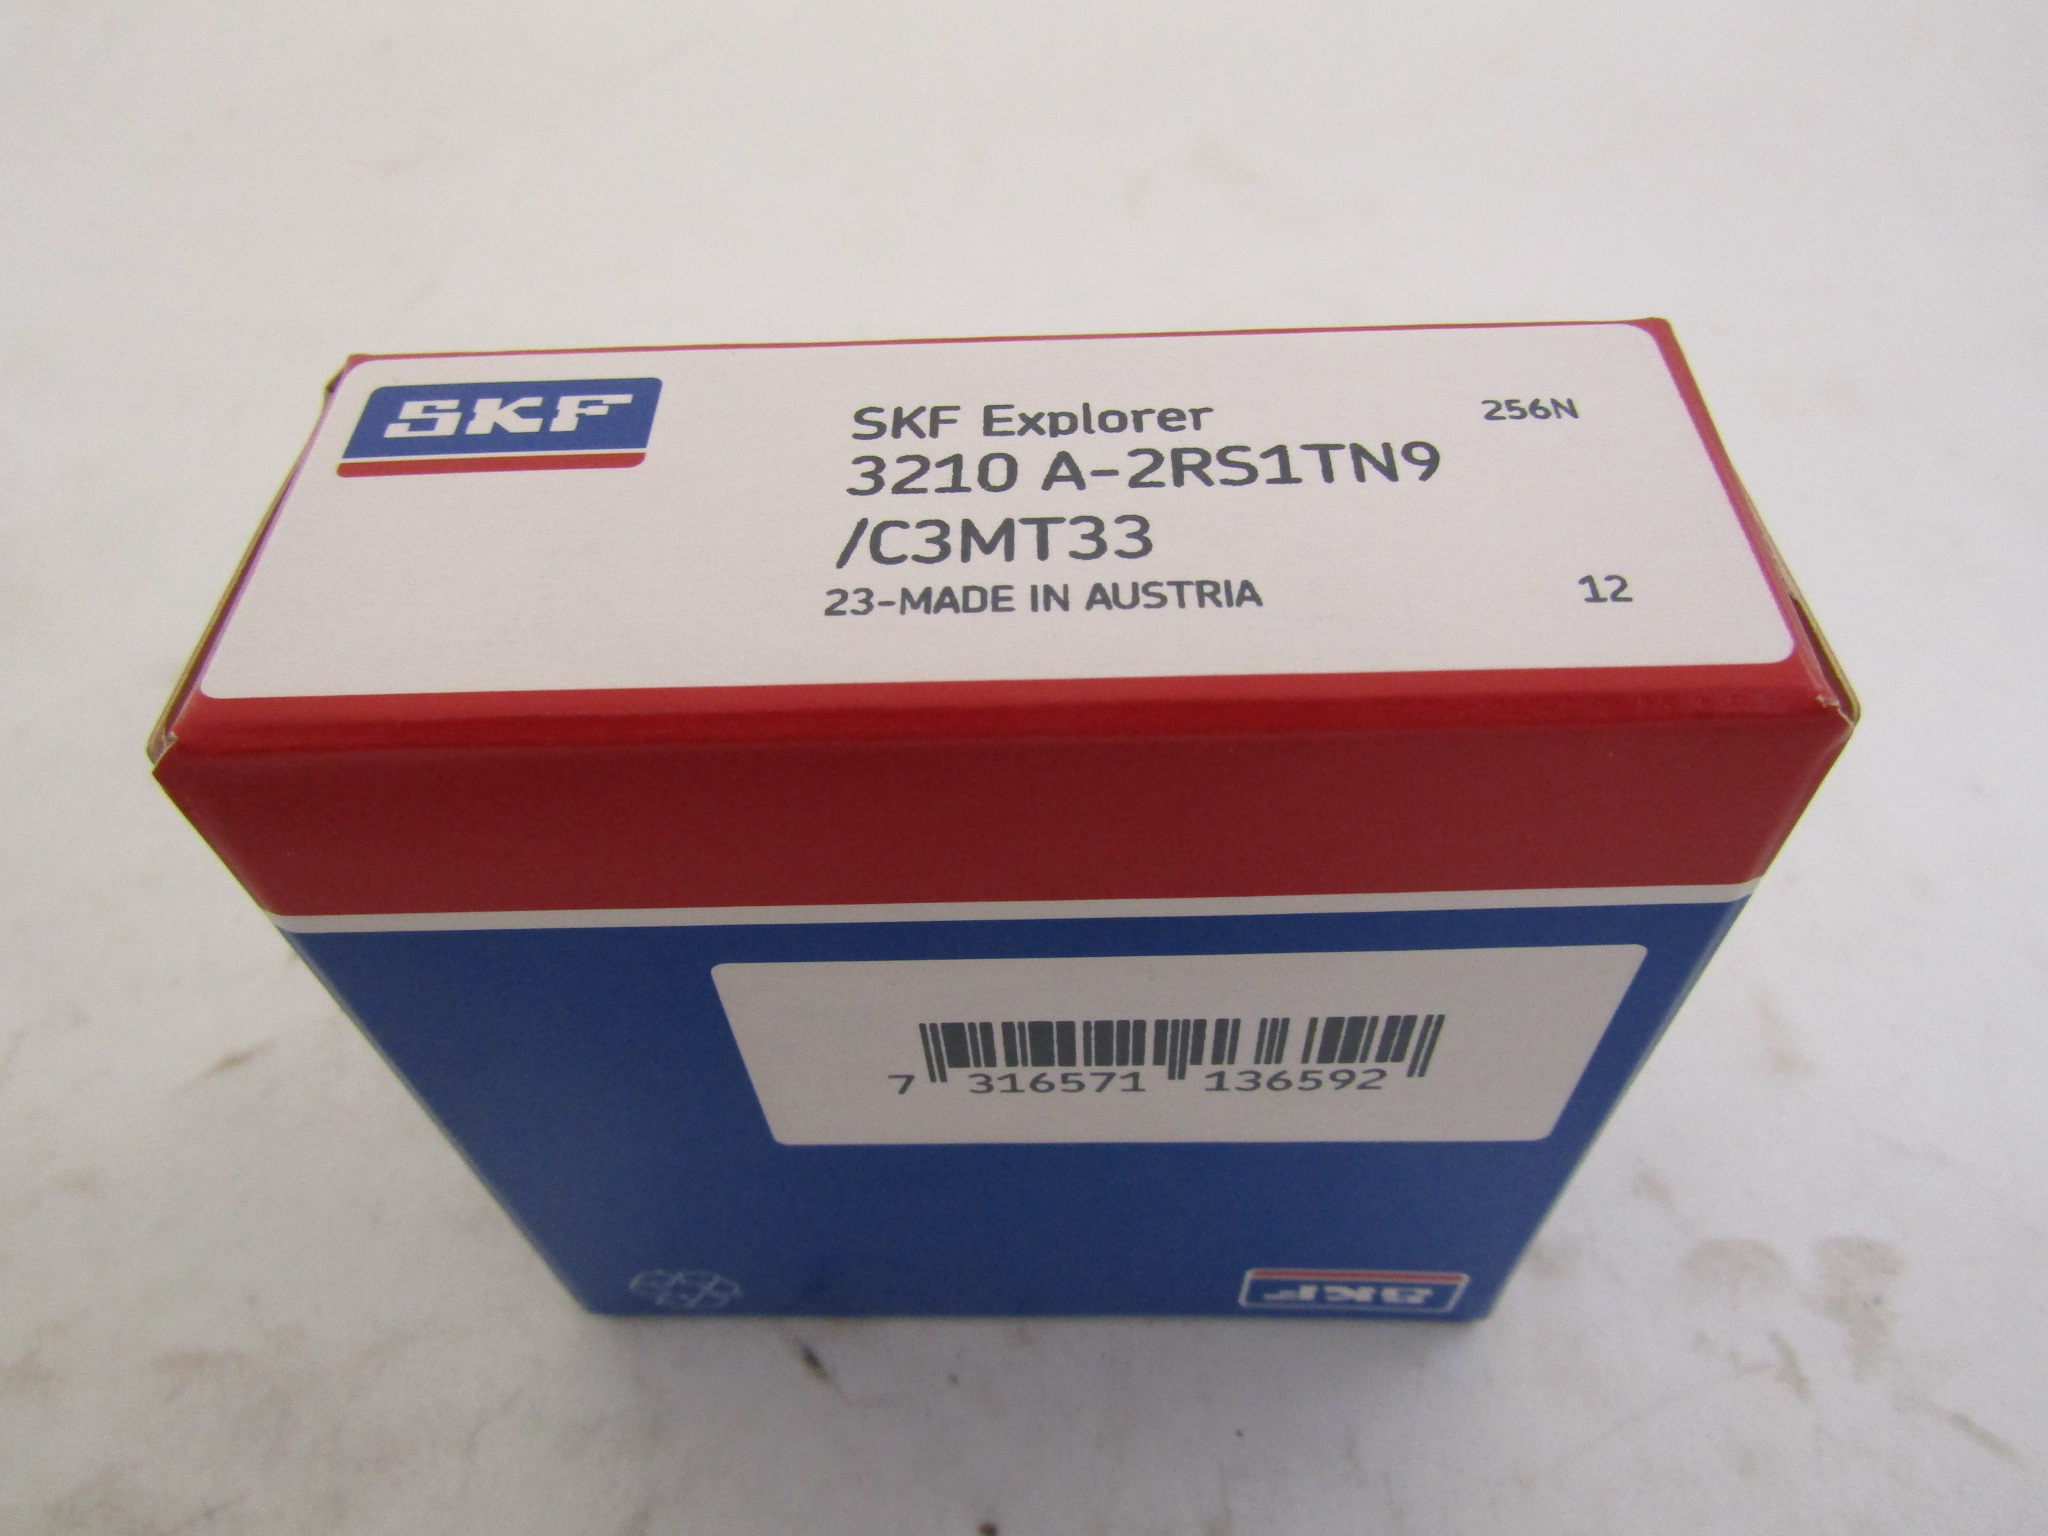 SKF
SKF Explorer 256N
3210 A-2RS1TN9
/C3MT33
23-MADE IN AUSTRIA 12
7 316571 136592
SKF